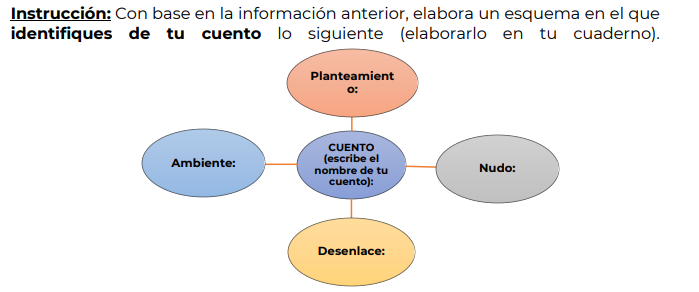 Instrucción: Con base en la información anterior, elabora un esquema en el que
identifiques de tu cuento lo siguiente (elaborarlo en tu cuaderno).
Planteamient
o:
Ambiente:
CUENTO
(escribe el
nombre de tu
cuento):
Nudo:
Desenlace: